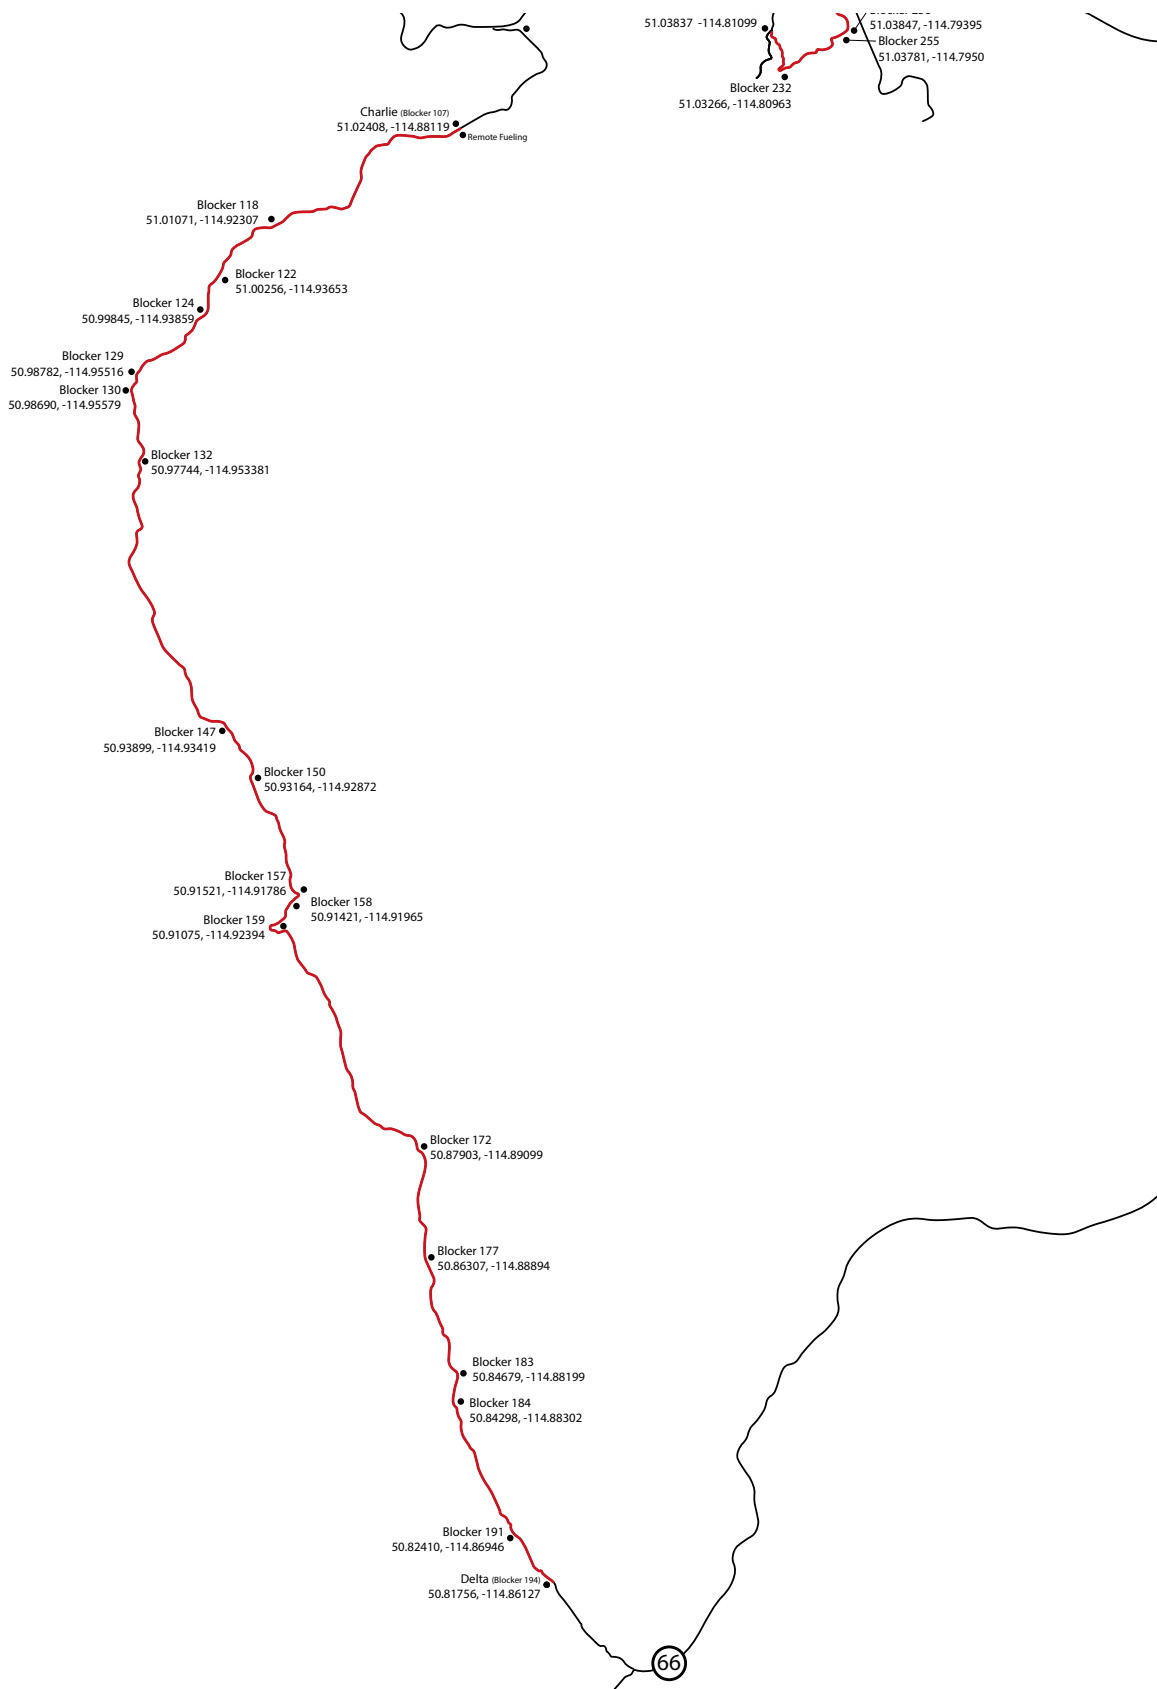 51.03837 -114.81099
51.03847, -114.79395
Blocker 255
51.03781, -114.7950
Blocker 232
51.03266, -114.80963
Charlie (Blocker 107)
51.02408, -114.88119
Remote Fueling
Blocker 118
51.01071, -114.92307
Blocker 122
51.00256, -114.93653
Blocker 124
50.99845, -114.93859
Blocker 129
50.98782, -114.95516
Blocker 130
50.98690, -114.95579
Blocker 132
50.97744, -114.953381
Blocker 147
50.93899, -114.93419
Blocker 150
50.93164, -114.92872
Blocker 157
50.91521, -114.91786
Blocker 158
50.91421, -114.91965
Blocker 159
50.91075, -114.92394
Blocker 172
50.87903, -114.89099
Blocker 177
50.86307, -114.88894
Blocker 183
50.84679, -114.88199
Blocker 184
50.84298, -114.88302
Blocker 191
50.82410, -114.86946
Delta (Blocker 194)
50.81756, -114.86127
66